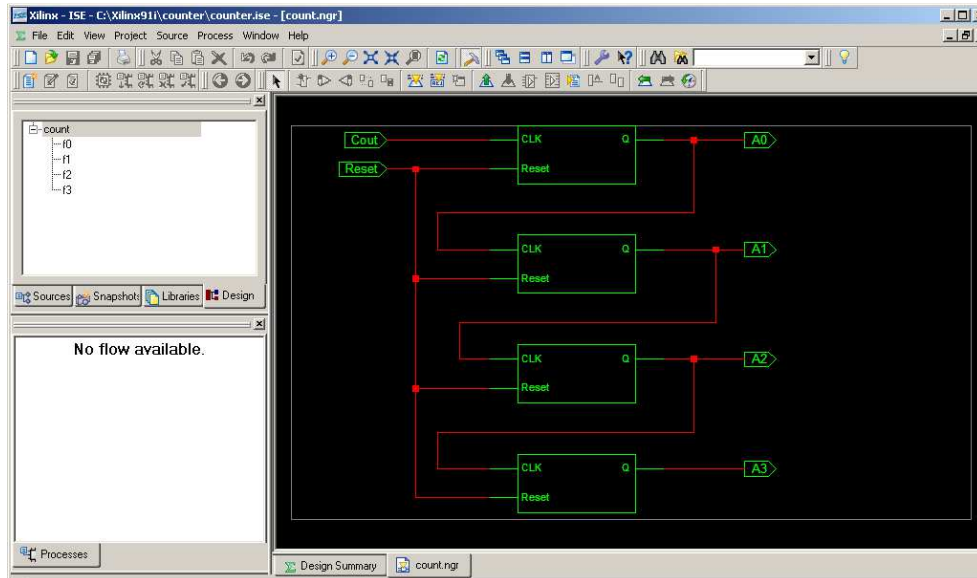 ISE Xilinx - ISE - C:\Xilinx91i\counter\counter.ise - [count.ngr]
File Edit View Project Source Process Window Help
count
f0
f1
f2
f3
Sources Snapshots Libraries Design
No flow available.
Processes
Cout CLK Q A0
Reset Reset
CLK Q A1
Reset
CLK Q A2
Reset
CLK Q A3
Reset
Design Summary count.ngr